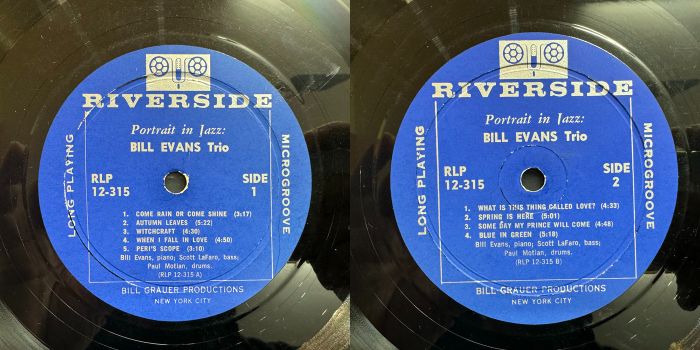 RIVERSIDE
Portrait in Jazz:
BILL EVANS Trio
LONG PLAYING
MICROGROOVE
RLP
12-315
SIDE
1
1. COME RAIN OR COME SHINE (3:17)
2. AUTUMN LEAVES (5:22)
3. WITCHCRAFT (4:30)
4. WHEN I FALL IN LOVE (4:50)
5. PERI'S SCOPE (3:10)
Bill Evans, piano; Scott LaFaro, bass;
Paul Motian, drums.
(RLP 12-315 A)
BILL GRAUER PRODUCTIONS
NEW YORK CITY
RIVERSIDE
Portrait in Jazz:
BILL EVANS Trio
LONG PLAYING
MICROGROOVE
RLP
12-315
SIDE
2
1. WHAT IS THIS THING CALLED LOVE? (4:33)
2. SPRING IS HERE (5:01)
3. SOME DAY MY PRINCE WILL COME (4:48)
4. BLUE IN GREEN (5:18)
Bill Evans, piano; Scott LaFaro, bass;
Paul Motian, drums.
(RLP 12-315 B)
BILL GRAUER PRODUCTIONS
NEW YORK CITY